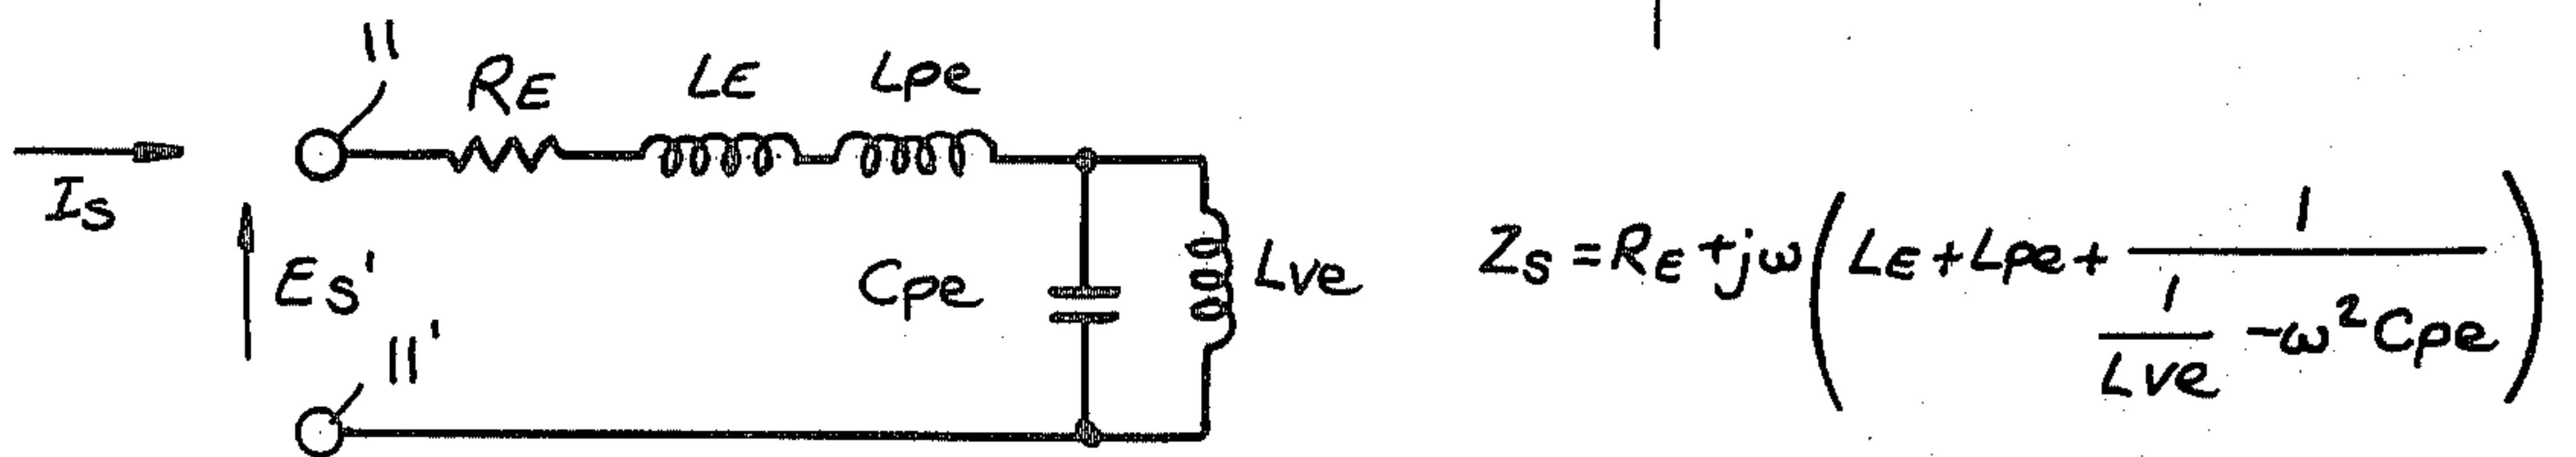 11
RE
LE
Lpe
Is
Es'
Cpe
Lve
11'
Zs = RE + jω(LE + Lpe + 1/(1/Lve - ω²Cpe))